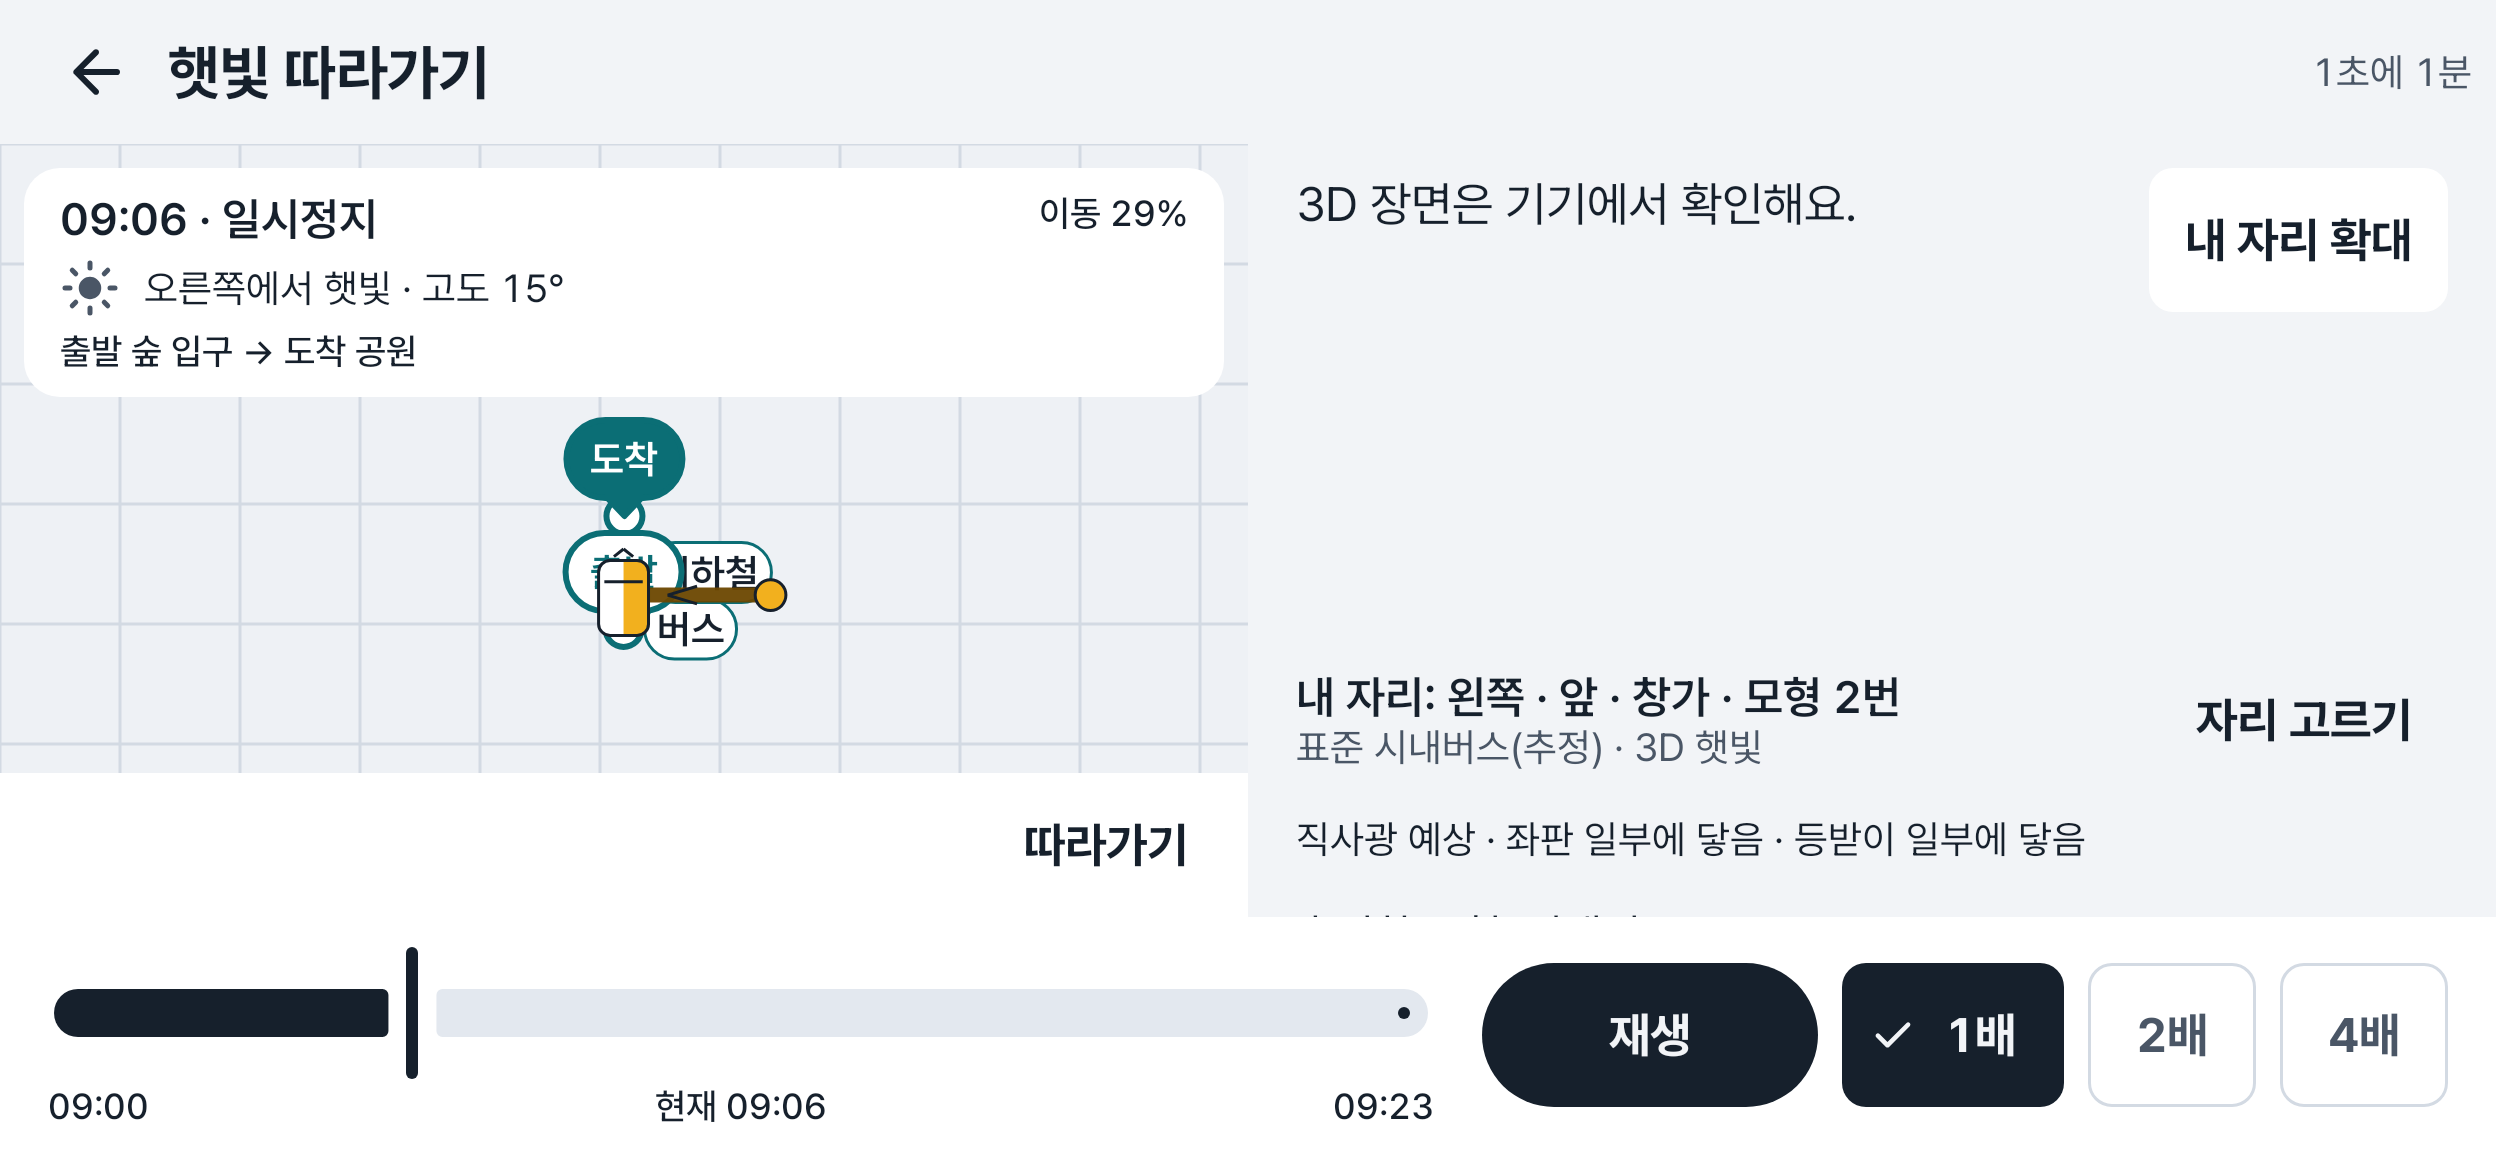 햇빛 따라가기
1초에 1분
09:06 · 일시정지
이동 29%
오른쪽에서 햇빛 · 고도 15°
출발 숲 입구 → 도착 공원
도착
하행
버스
따라가기
3D 장면은 기기에서 확인해요.
내 자리 확대
내 자리: 왼쪽 · 앞 · 창가 · 모형 2번
자리 고르기
표준 시내버스(수평) · 3D 햇빛
직사광 예상 · 좌판 일부에 닿음 · 등받이 일부에 닿음
재생
1배
2배
4배
09:00
현재 09:06
09:23